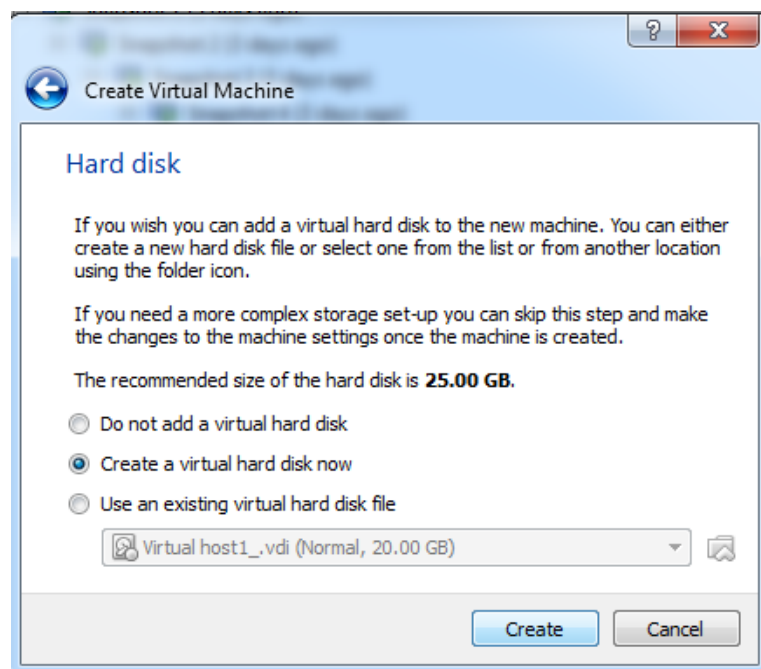 Create Virtual Machine
Hard disk
If you wish you can add a virtual hard disk to the new machine. You can either
create a new hard disk file or select one from the list or from another location
using the folder icon.
If you need a more complex storage set-up you can skip this step and make
the changes to the machine settings once the machine is created.
The recommended size of the hard disk is 25.00 GB.
Do not add a virtual hard disk
Create a virtual hard disk now
Use an existing virtual hard disk file
Virtual host1_.vdi (Normal, 20.00 GB)
Create Cancel